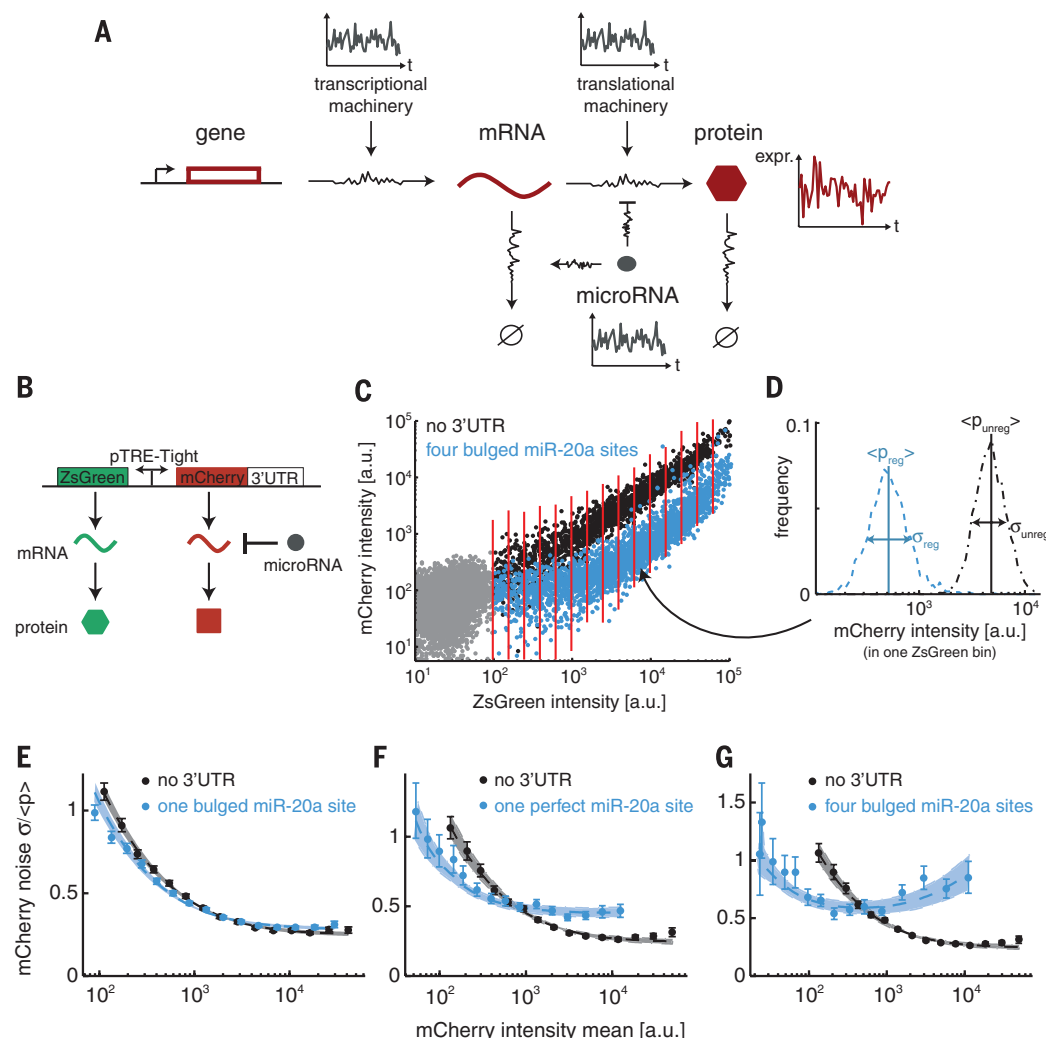 A
t
transcriptional
machinery
t
translational
machinery
gene
mRNA
protein
expr.
t
microRNA
t
∅
∅
B
pTRE-Tight
ZsGreen
mCherry
3'UTR
mRNA
microRNA
protein
C
no 3'UTR
four bulged miR-20a sites
mCherry intensity [a.u.]
10^5
10^4
10^3
10^2
10^1
10^1
10^2
10^3
10^4
10^5
ZsGreen intensity [a.u.]
D
0.1
<p_unreg>
<p_reg>
frequency
σ_reg
σ_unreg
0
10^3
10^4
mCherry intensity [a.u.]
(in one ZsGreen bin)
E
no 3'UTR
one bulged miR-20a site
mCherry noise σ/<p>
1
0.5
0
10^2
10^3
10^4
F
no 3'UTR
one perfect miR-20a site
1
0.5
0
10^2
10^3
10^4
G
no 3'UTR
four bulged miR-20a sites
1.5
1
0.5
0
10^2
10^3
10^4
mCherry intensity mean [a.u.]